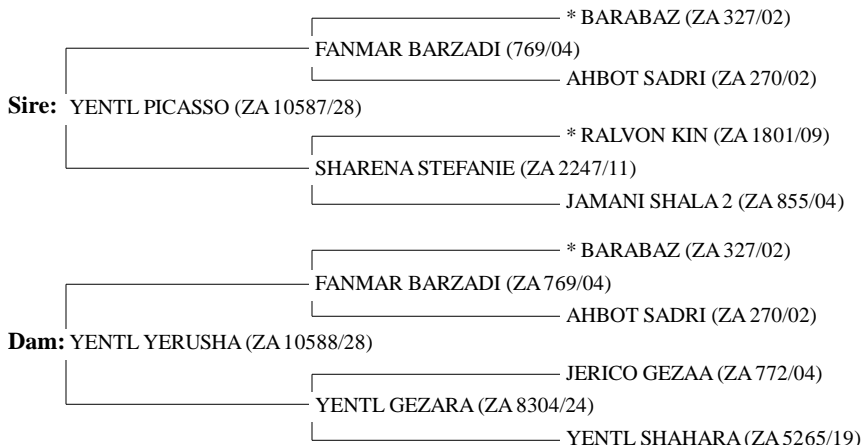 * BARABAZ (ZA 327/02)
FANMAR BARZADI (769/04)
AHBOT SADRI (ZA 270/02)
Sire: YENTL PICASSO (ZA 10587/28)
* RALVON KIN (ZA 1801/09)
SHARENA STEFANIE (ZA 2247/11)
JAMANI SHALA 2 (ZA 855/04)
* BARABAZ (ZA 327/02)
FANMAR BARZADI (ZA 769/04)
AHBOT SADRI (ZA 270/02)
Dam: YENTL YERUSHA (ZA 10588/28)
JERICO GEZAA (ZA 772/04)
YENTL GEZARA (ZA 8304/24)
YENTL SHAHARA (ZA 5265/19)